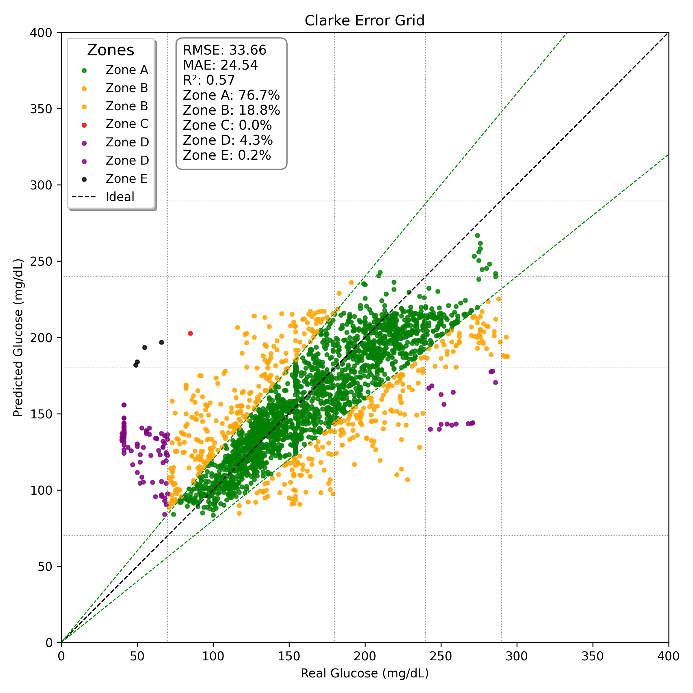 Clarke Error Grid
Zones
Zone A
Zone B
Zone B
Zone C
Zone D
Zone D
Zone E
Ideal
RMSE: 33.66
MAE: 24.54
R²: 0.57
Zone A: 76.7%
Zone B: 18.8%
Zone C: 0.0%
Zone D: 4.3%
Zone E: 0.2%
Predicted Glucose (mg/dL)
400
350
300
250
200
150
100
50
0
0 50 100 150 200 250 300 350 400
Real Glucose (mg/dL)